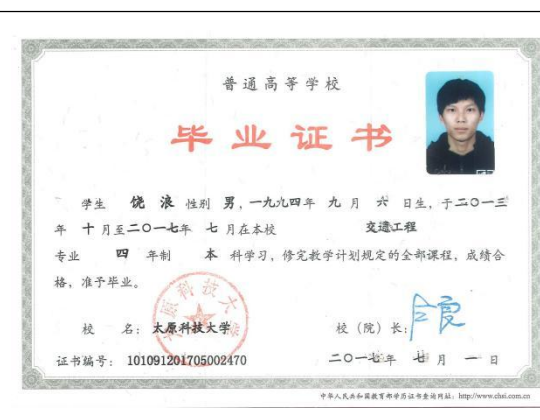 普通高等学校
毕业证书
学生 饶浪 性别 男，一九九四年 九 月 六 日生，于二〇一三
年 十 月至二〇一七年 七 月在本校 交通工程
专业 四 年制 本 科学习，修完教学计划规定的全部课程，成绩合
格，准予毕业。
校 名：太原科技大学 校（院）长：
证书编号：101091201705002470 二〇一七年 七 月 一 日
中华人民共和国教育部学历证书查询网址：http://www.chsi.com.cn